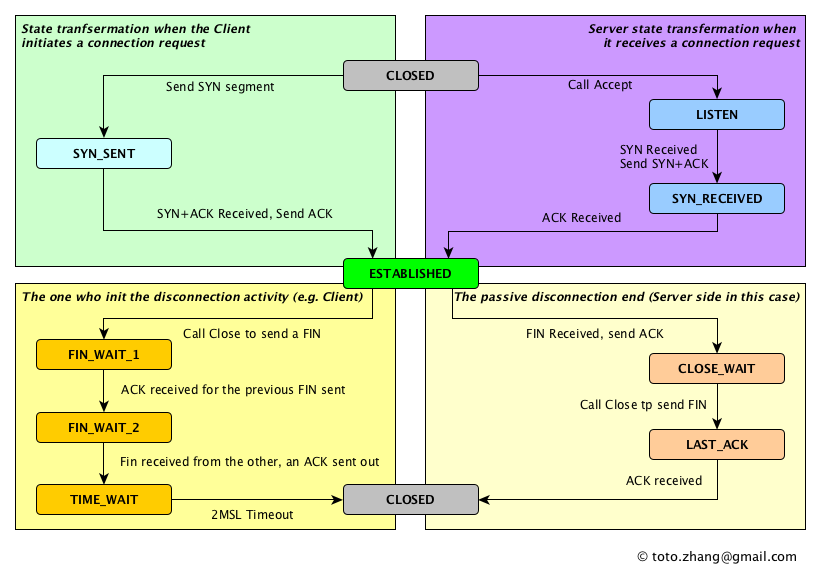 State tranfsermation when the Client
initiates a connection request
Server state transfermation when
it receives a connection request
CLOSED
Send SYN segment
Call Accept
LISTEN
SYN_SENT
SYN Received
Send SYN+ACK
SYN_RECEIVED
SYN+ACK Received, Send ACK
ACK Received
ESTABLISHED
The one who init the disconnection activity (e.g. Client)
The passive disconnection end (Server side in this case)
Call Close to send a FIN
FIN Received, send ACK
FIN_WAIT_1
CLOSE_WAIT
ACK received for the previous FIN sent
Call Close tp send FIN
FIN_WAIT_2
LAST_ACK
Fin received from the other, an ACK sent out
ACK received
TIME_WAIT
CLOSED
2MSL Timeout
© toto.zhang@gmail.com